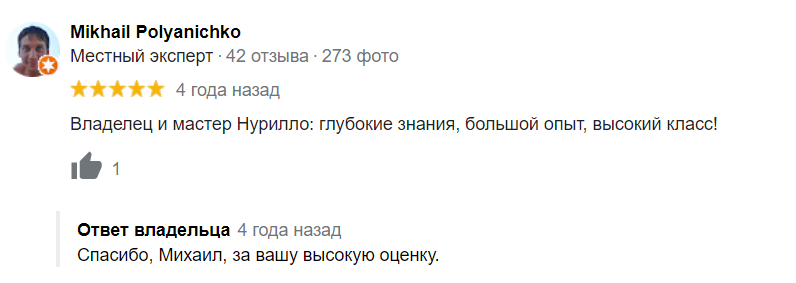 Mikhail Polyanichko
Местный эксперт · 42 отзыва · 273 фото
4 года назад
Владелец и мастер Нурилло: глубокие знания, большой опыт, высокий класс!
1
Ответ владельца 4 года назад
Спасибо, Михаил, за вашу высокую оценку.